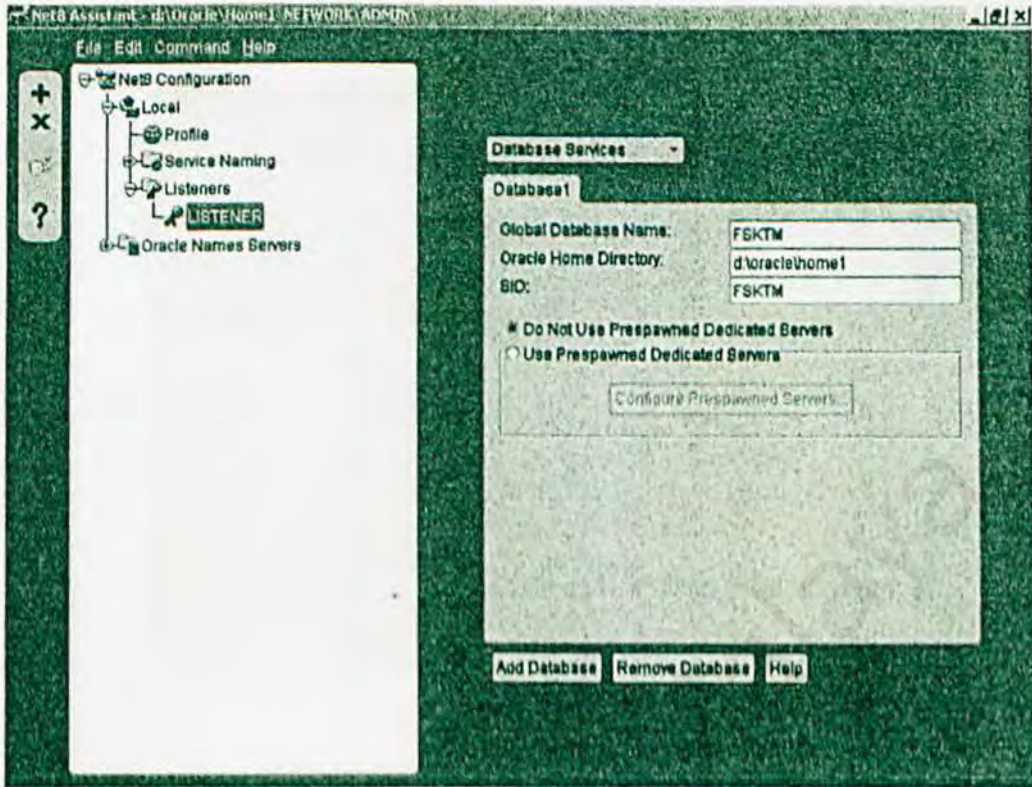 Net8 Assistant - d:\Oracle\Home1\NETWORK\ADMIN\
File Edit Command Help
Net8 Configuration
Local
Profile
Service Naming
Listeners
LISTENER
Oracle Names Servers
?
Database Services
Database1
Global Database Name: FSKTM
Oracle Home Directory: d:\oracle\home1
SID: FSKTM
Do Not Use Prespawned Dedicated Servers
Use Prespawned Dedicated Servers
Configure Prespawned Servers...
Add Database Remove Database Help